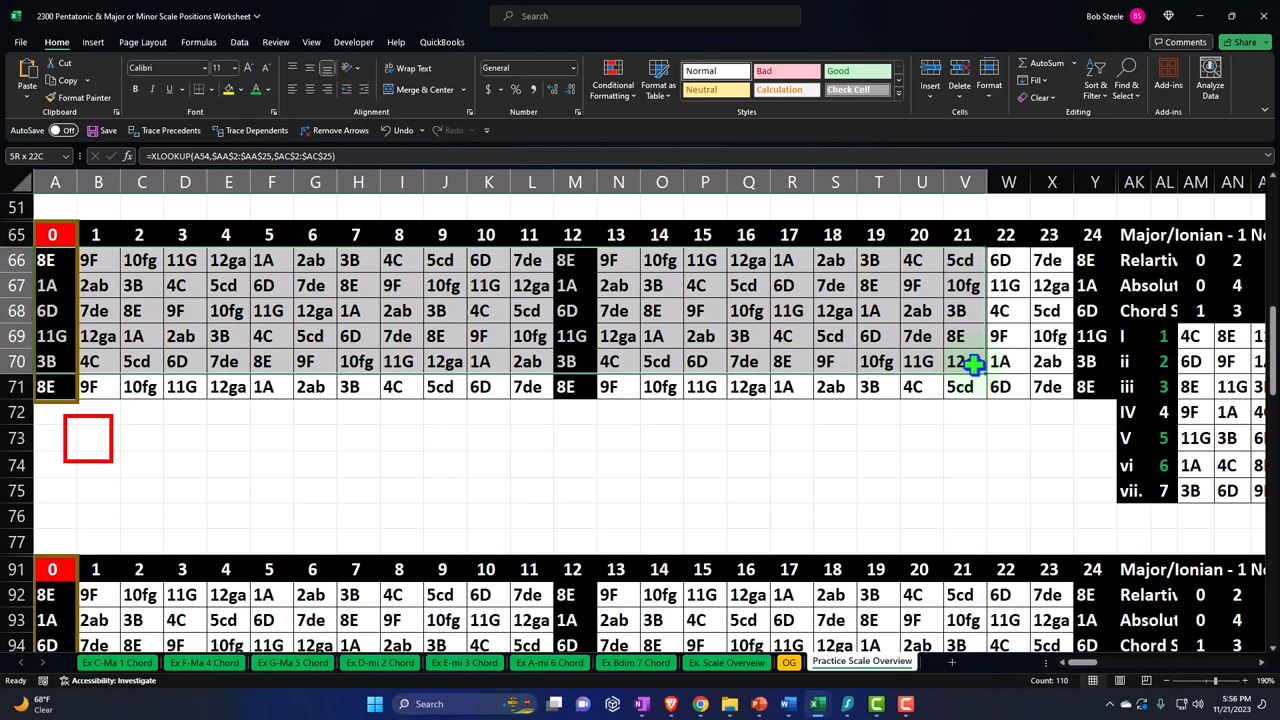 2300 Pentatonic & Major or Minor Scale Positions Worksheet
Search
Bob Steele BS
File Home Insert Page Layout Formulas Data Review View Developer Help QuickBooks Comments Share
Paste Cut Copy Format Painter Clipboard
Calibri 11 B I U Font
Wrap Text Merge & Center Alignment
General $ % Number
Conditional Formatting Format as Table Normal Bad Good Neutral Calculation Check Cell Styles
Insert Delete Format Cells
AutoSum Fill Clear Sort & Filter Find & Select Editing
Add-ins Add-ins Analyze Data
AutoSave Off Save Trace Precedents Trace Dependents Remove Arrows Undo Redo
5R x 22C fx =XLOOKUP(A54,$AA$2:$AA$25,$AC$2:$AC$25)
A B C D E F G H I J K L M N O P Q R S T U V W X Y AK AL AM AN
51
65 0 1 2 3 4 5 6 7 8 9 10 11 12 13 14 15 16 17 18 19 20 21 22 23 24 Major/Ionian - 1 No
66 8E 9F 10fg 11G 12ga 1A 2ab 3B 4C 5cd 6D 7de 8E 9F 10fg 11G 12ga 1A 2ab 3B 4C 5cd 6D 7de 8E Relartiv 0 2
67 1A 2ab 3B 4C 5cd 6D 7de 8E 9F 10fg 11G 12ga 1A 2ab 3B 4C 5cd 6D 7de 8E 9F 10fg 11G 12ga 1A Absolut 0 4
68 6D 7de 8E 9F 10fg 11G 12ga 1A 2ab 3B 4C 5cd 6D 7de 8E 9F 10fg 11G 12ga 1A 2ab 3B 4C 5cd 6D Chord S 1 3
69 11G 12ga 1A 2ab 3B 4C 5cd 6D 7de 8E 9F 10fg 11G 12ga 1A 2ab 3B 4C 5cd 6D 7de 8E 9F 10fg 11G I 1 4C 8E
70 3B 4C 5cd 6D 7de 8E 9F 10fg 11G 12ga 1A 2ab 3B 4C 5cd 6D 7de 8E 9F 10fg 11G 12 1A 2ab 3B ii 2 6D 9F
71 8E 9F 10fg 11G 12ga 1A 2ab 3B 4C 5cd 6D 7de 8E 9F 10fg 11G 12ga 1A 2ab 3B 4C 5cd 6D 7de 8E iii 3 8E 11G
72 IV 4 9F 1A
73 V 5 11G 3B
74 vi 6 1A 4C
75 vii. 7 3B 6D
76
77
91 0 1 2 3 4 5 6 7 8 9 10 11 12 13 14 15 16 17 18 19 20 21 22 23 24 Major/Ionian - 1 No
92 8E 9F 10fg 11G 12ga 1A 2ab 3B 4C 5cd 6D 7de 8E 9F 10fg 11G 12ga 1A 2ab 3B 4C 5cd 6D 7de 8E Relartiv 0 2
93 1A 2ab 3B 4C 5cd 6D 7de 8E 9F 10fg 11G 12ga 1A 2ab 3B 4C 5cd 6D 7de 8E 9F 10fg 11G 12ga 1A Absolut 0 4
94 6D 7de 8E 9F 10fg 11G 12ga 1A 2ab 3B 4C 5cd 6D 7de 8E 9F 10fg 11G 12ga 1A 2ab 3B 4C 5cd 6D Chord S 1 3
Ex C-Ma 1 Chord Ex F-Ma 4 Chord Ex G-Ma 5 Chord Ex D-mi 2 Chord Ex E-mi 3 Chord Ex A-mi 6 Chord Ex Bdim 7 Chord Ex. Scale Overveiw OG Practice Scale Overview
Ready Accessibility: Investigate Count: 110 190%
68°F Clear Search 5:56 PM 11/21/2023